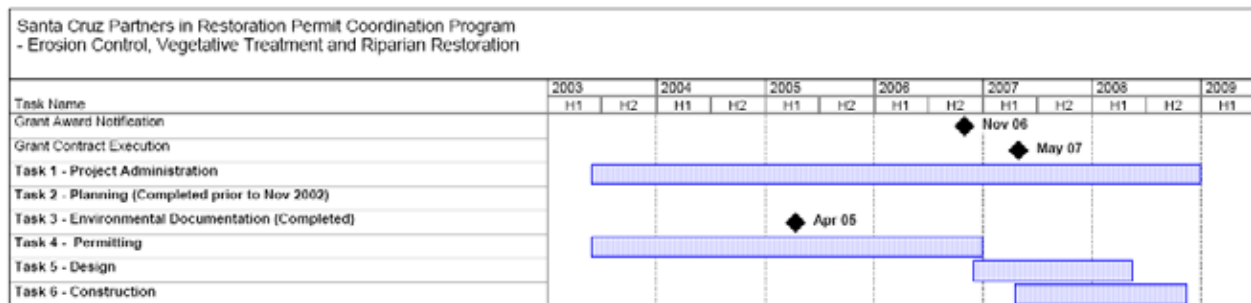 Santa Cruz Partners in Restoration Permit Coordination Program
- Erosion Control, Vegetative Treatment and Riparian Restoration
2003 2004 2005 2006 2007 2008 2009
Task Name H1 H2 H1 H2 H1 H2 H1 H2 H1 H2 H1 H2 H1
Grant Award Notification Nov 06
Grant Contract Execution May 07
Task 1 - Project Administration
Task 2 - Planning (Completed prior to Nov 2002)
Task 3 - Environmental Documentation (Completed) Apr 05
Task 4 - Permitting
Task 5 - Design
Task 6 - Construction